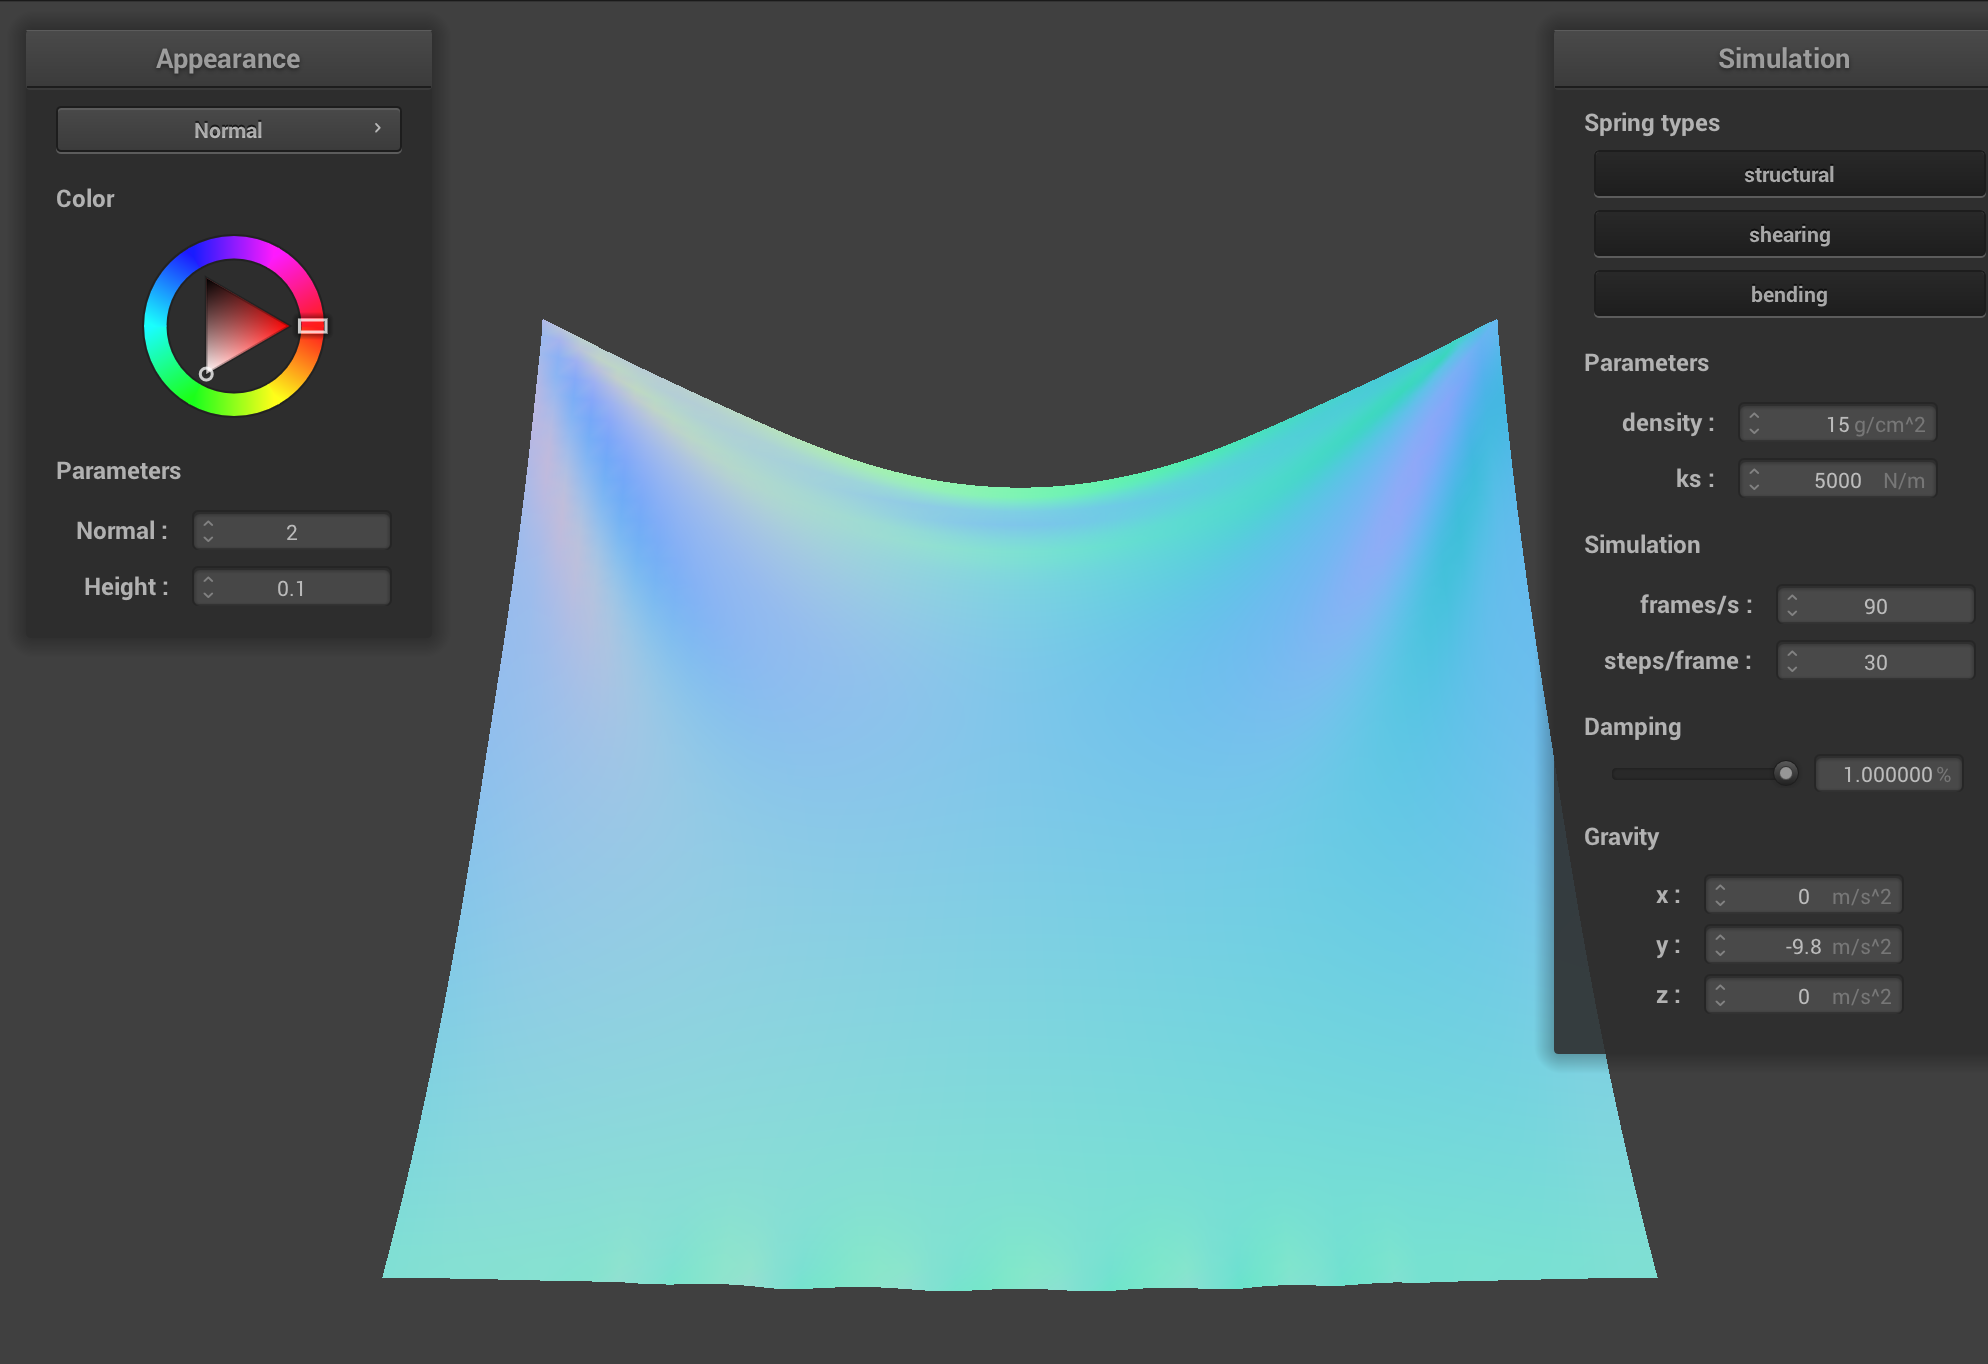 Appearance
Normal
Color
Parameters
Normal :
2
Height :
0.1
Simulation
Spring types
structural
shearing
bending
Parameters
density :
15 g/cm^2
ks :
5000 N/m
Simulation
frames/s :
90
steps/frame :
30
Damping
1.000000 %
Gravity
x :
0 m/s^2
y :
-9.8 m/s^2
z :
0 m/s^2